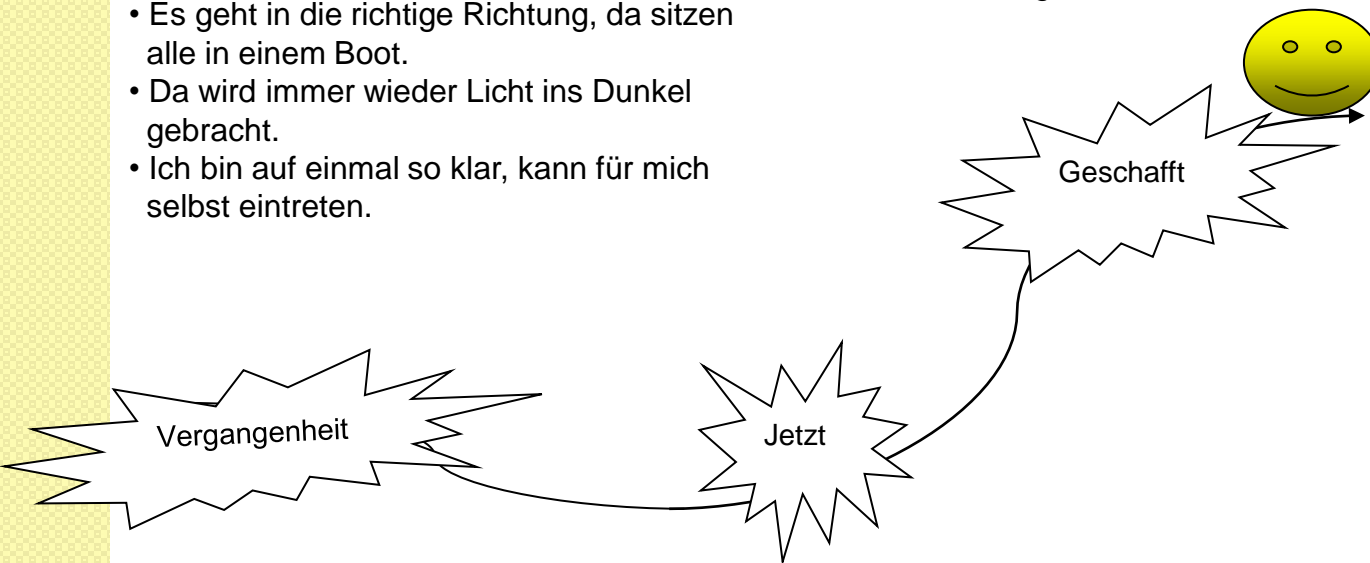 • Es geht in die richtige Richtung, da sitzen
alle in einem Boot.
• Da wird immer wieder Licht ins Dunkel
gebracht.
• Ich bin auf einmal so klar, kann für mich
selbst eintreten.
Geschafft
Vergangenheit
Jetzt